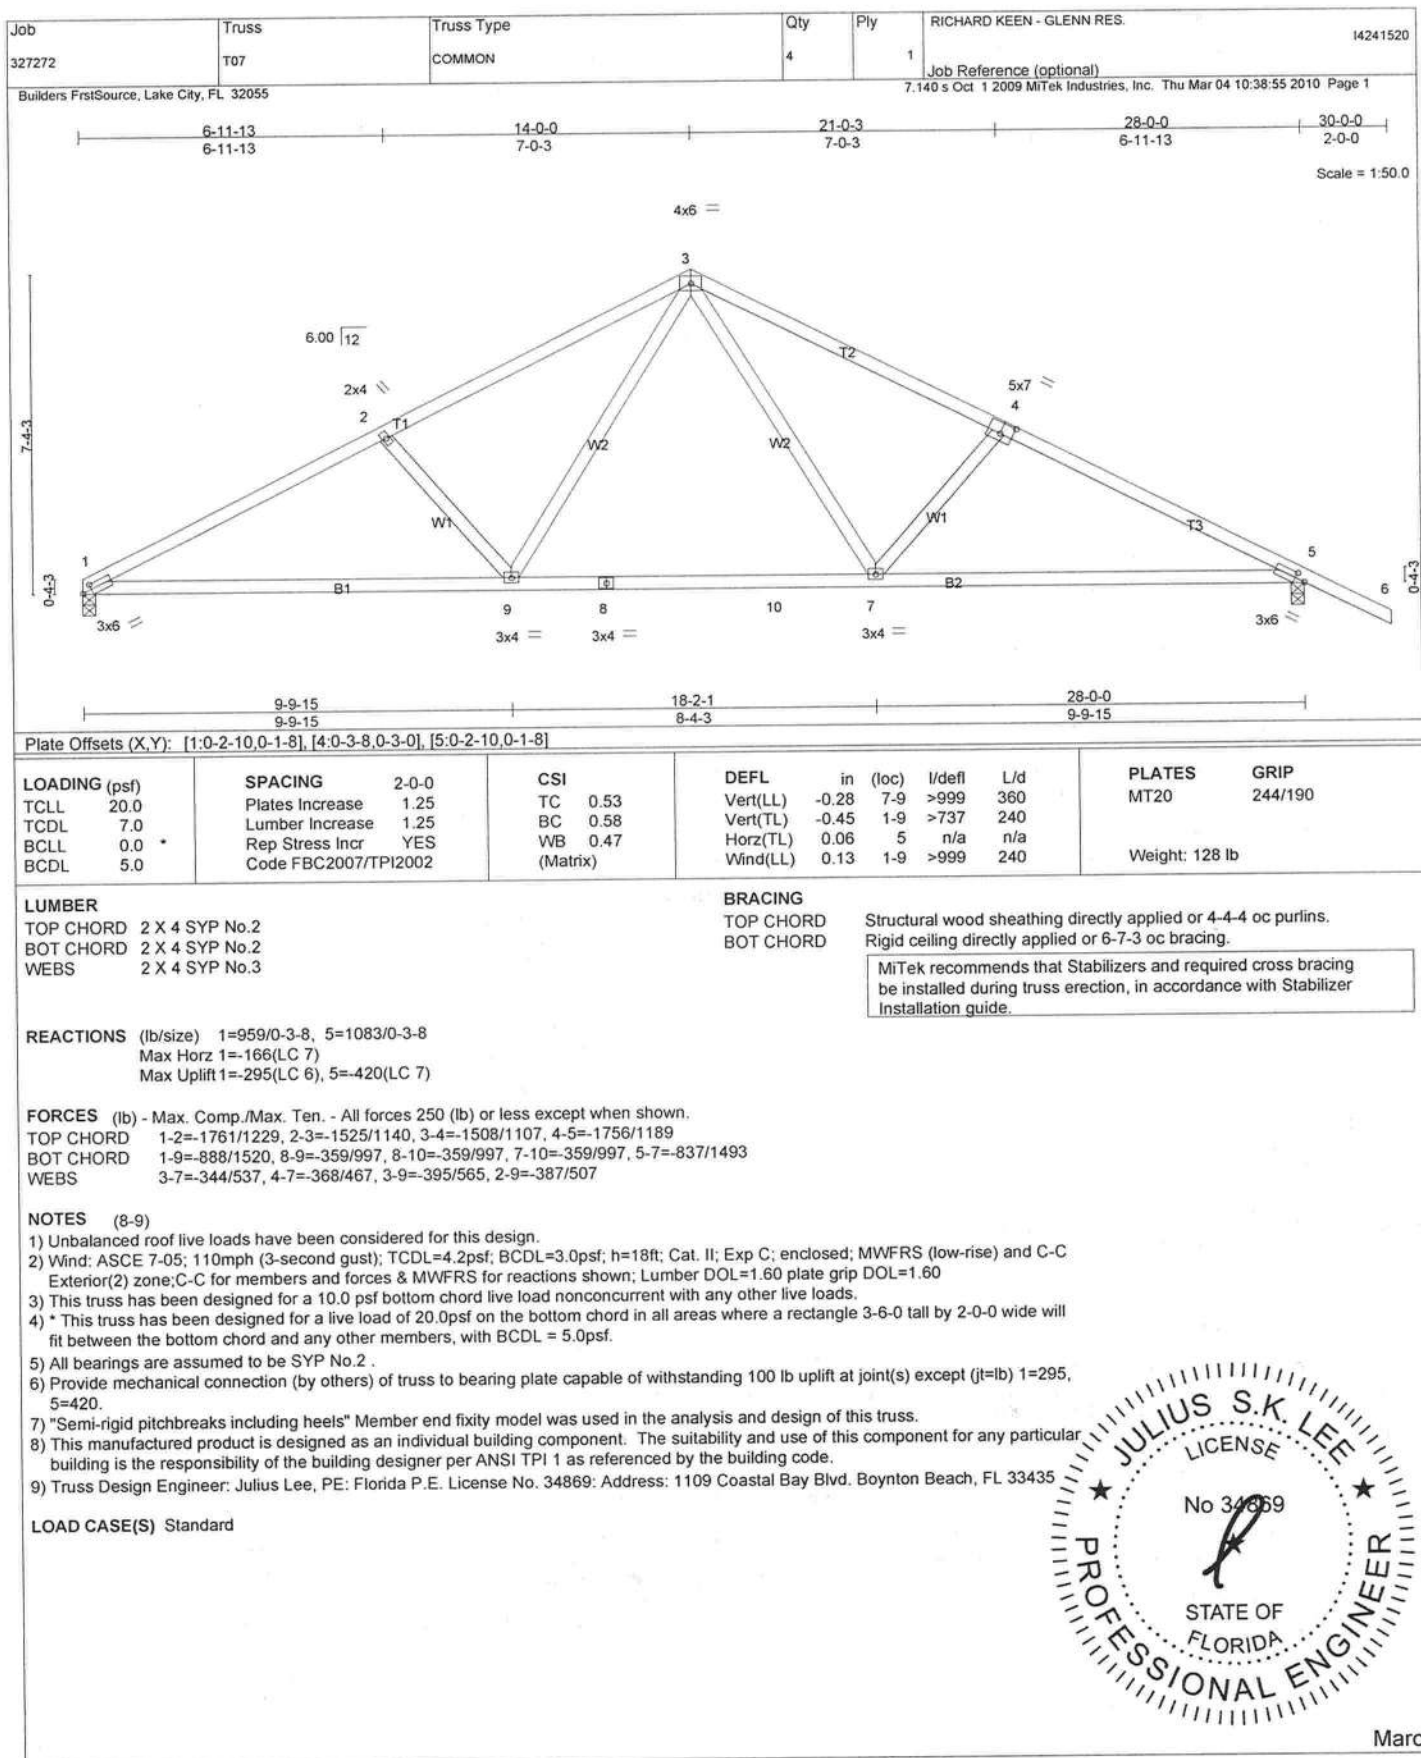 Job Truss Truss Type Qty Ply RICHARD KEEN - GLENN RES.
I4241520
327272 T07 COMMON 4 1
Job Reference (optional)
Builders FrstSource, Lake City, FL 32055 7.140 s Oct 1 2009 MiTek Industries, Inc. Thu Mar 04 10:38:55 2010 Page 1
6-11-13 14-0-0 21-0-3 28-0-0 30-0-0
6-11-13 7-0-3 7-0-3 6-11-13 2-0-0
Scale = 1:50.0
4x6 =
3
6.00 12
T2
2x4 \\
5x7 =
2 T1
4
7-4-3
W2 W2
W1 W1
T3
1 5
0-4-3 B1 B2 6 0-4-3
9 8 10 7
3x6 = 3x4 = 3x4 = 3x4 = 3x6 =
9-9-15 18-2-1 28-0-0
9-9-15 8-4-3 9-9-15
Plate Offsets (X,Y): [1:0-2-10,0-1-8], [4:0-3-8,0-3-0], [5:0-2-10,0-1-8]
LOADING (psf)
TCLL 20.0
TCDL 7.0
BCLL 0.0 *
BCDL 5.0
SPACING 2-0-0
Plates Increase 1.25
Lumber Increase 1.25
Rep Stress Incr YES
Code FBC2007/TPI2002
CSI
TC 0.53
BC 0.58
WB 0.47
(Matrix)
DEFL in (loc) l/defl L/d
Vert(LL) -0.28 7-9 >999 360
Vert(TL) -0.45 1-9 >737 240
Horz(TL) 0.06 5 n/a n/a
Wind(LL) 0.13 1-9 >999 240
PLATES GRIP
MT20 244/190
Weight: 128 lb
LUMBER
TOP CHORD 2 X 4 SYP No.2
BOT CHORD 2 X 4 SYP No.2
WEBS 2 X 4 SYP No.3
BRACING
TOP CHORD Structural wood sheathing directly applied or 4-4-4 oc purlins.
BOT CHORD Rigid ceiling directly applied or 6-7-3 oc bracing.
MiTek recommends that Stabilizers and required cross bracing
be installed during truss erection, in accordance with Stabilizer
Installation guide.
REACTIONS (lb/size) 1=959/0-3-8, 5=1083/0-3-8
Max Horz 1=-166(LC 7)
Max Uplift 1=-295(LC 6), 5=-420(LC 7)
FORCES (lb) - Max. Comp./Max. Ten. - All forces 250 (lb) or less except when shown.
TOP CHORD 1-2=-1761/1229, 2-3=-1525/1140, 3-4=-1508/1107, 4-5=-1756/1189
BOT CHORD 1-9=-888/1520, 8-9=-359/997, 8-10=-359/997, 7-10=-359/997, 5-7=-837/1493
WEBS 3-7=-344/537, 4-7=-368/467, 3-9=-395/565, 2-9=-387/507
NOTES (8-9)
1) Unbalanced roof live loads have been considered for this design.
2) Wind: ASCE 7-05; 110mph (3-second gust); TCDL=4.2psf; BCDL=3.0psf; h=18ft; Cat. II; Exp C; enclosed; MWFRS (low-rise) and C-C
Exterior(2) zone;C-C for members and forces & MWFRS for reactions shown; Lumber DOL=1.60 plate grip DOL=1.60
3) This truss has been designed for a 10.0 psf bottom chord live load nonconcurrent with any other live loads.
4) * This truss has been designed for a live load of 20.0psf on the bottom chord in all areas where a rectangle 3-6-0 tall by 2-0-0 wide will
fit between the bottom chord and any other members, with BCDL = 5.0psf.
5) All bearings are assumed to be SYP No.2 .
6) Provide mechanical connection (by others) of truss to bearing plate capable of withstanding 100 lb uplift at joint(s) except (jt=lb) 1=295,
5=420.
7) "Semi-rigid pitchbreaks including heels" Member end fixity model was used in the analysis and design of this truss.
8) This manufactured product is designed as an individual building component. The suitability and use of this component for any particular
building is the responsibility of the building designer per ANSI TPI 1 as referenced by the building code.
9) Truss Design Engineer: Julius Lee, PE: Florida P.E. License No. 34869: Address: 1109 Coastal Bay Blvd. Boynton Beach, FL 33435
LOAD CASE(S) Standard
JULIUS S.K. LEE
LICENSE
No 34869
STATE OF
FLORIDA
PROFESSIONAL ENGINEER
Marc